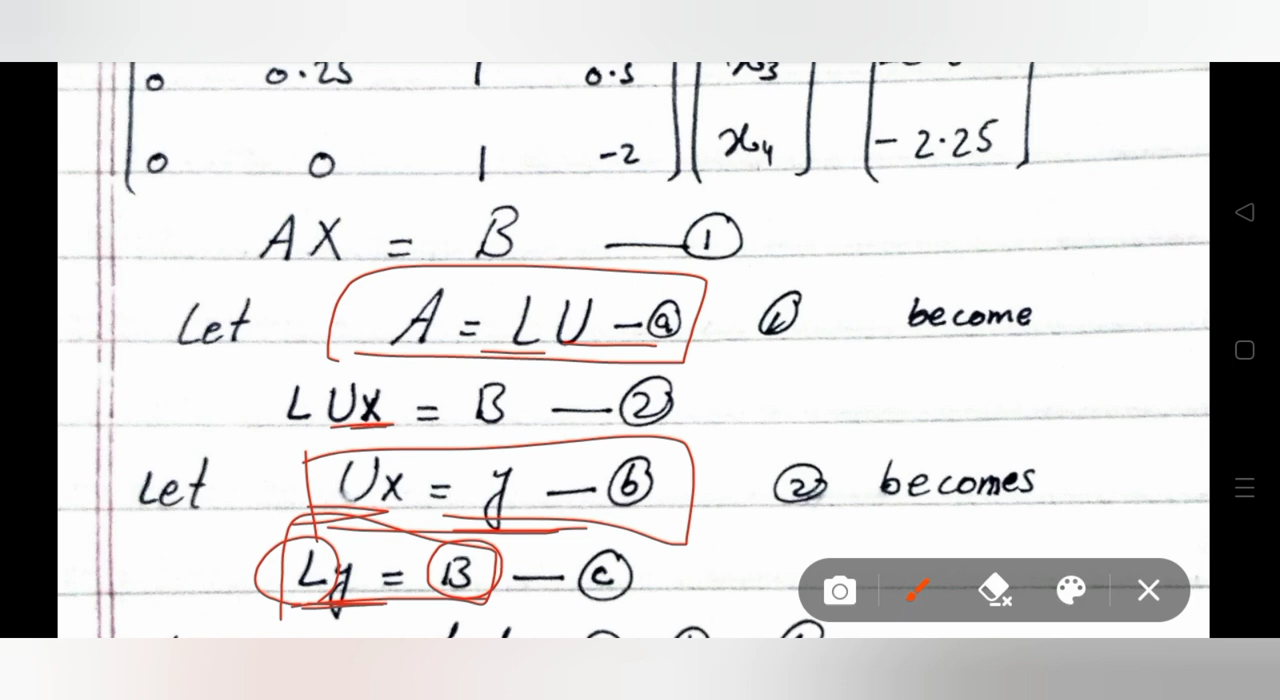 0 0.25 1 0.5
0 0 1 -2 x4 - 2.25
AX = B — 1
Let A = LU - a 1 become
LUX = B — 2
Let Ux = y — b 2 becomes
Ly = B — c